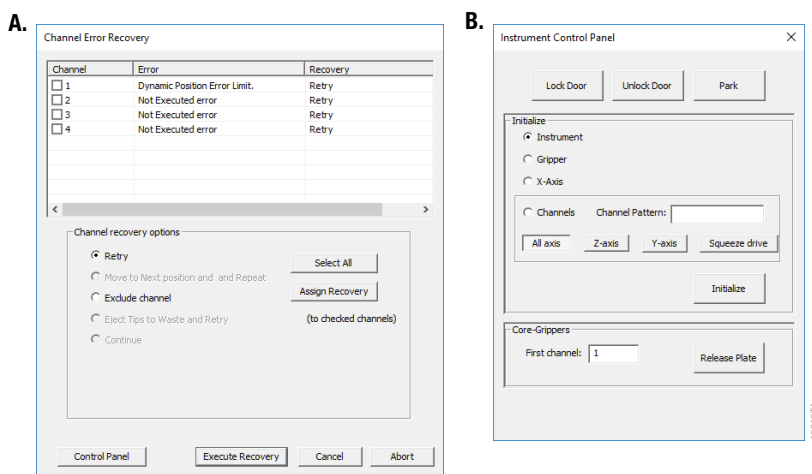 A.
Channel Error Recovery
Channel Error Recovery
1 Dynamic Position Error Limit. Retry
2 Not Executed error Retry
3 Not Executed error Retry
4 Not Executed error Retry
Channel recovery options
Retry
Move to Next position and and Repeat
Exclude channel
Eject Tips to Waste and Retry
Continue
Select All
Assign Recovery
(to checked channels)
Control Panel Execute Recovery Cancel Abort
B.
Instrument Control Panel
Lock Door Unlock Door Park
Initialize
Instrument
Gripper
X-Axis
Channels Channel Pattern:
All axis Z-axis Y-axis Squeeze drive
Initialize
Core-Grippers
First channel: 1 Release Plate